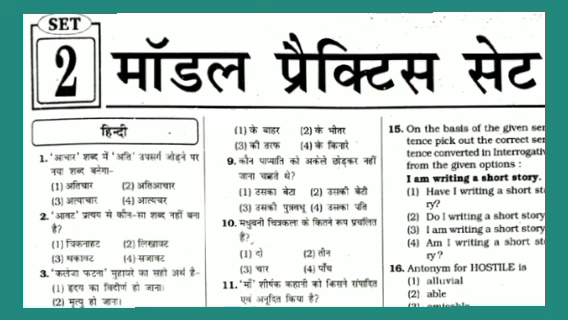 SET
2
मॉडल प्रैक्टिस सेट
हिन्दी
1. 'आचार' शब्द में 'अति' उपसर्ग जोड़ने पर
नया शब्द बनेगा-
(1) अतिचार (2) अतिआचार
(3) अत्याचार (4) आत्यचर
2. 'आवट' प्रत्यय से कौन-सा शब्द नहीं बना
है?
(1) चिकनाहट (2) लिखावट
(3) थकावट (4) सजावट
3. 'कलेजा फटना' मुहावरे का सही अर्थ है-
(1) हृदय का विदीर्ण हो जाना।
(2) मृत्यु हो जाना।
(1) के बाहर (2) के भीतर
(3) की तरफ (4) के किनारे
9. कौन पाप्पाति को अकेले छोड़कर नहीं
जाना चाहते थे?
(1) उसका बेटा (2) उसकी बेटी
(3) उसकी पुत्रवधू (4) उसका पति
10. मधुबनी चित्रकला के कितने रूप प्रचलित
हैं?
(1) दो (2) तीन
(3) चार (4) पाँच
11. 'माँ' शीर्षक कहानी को किसने संपादित
एवं अनूदित किया है?
15. On the basis of the given sen
tence pick out the correct sen
tence converted in Interrogativ
from the given options :
I am writing a short story.
(1) Have I writing a short sto
ry?
(2) Do I writing a short story
(3) I am writing a short story
(4) Am I writing a short sto
ry?
16. Antonym for HOSTILE is
(1) alluvial
(2) able
(3) amicable